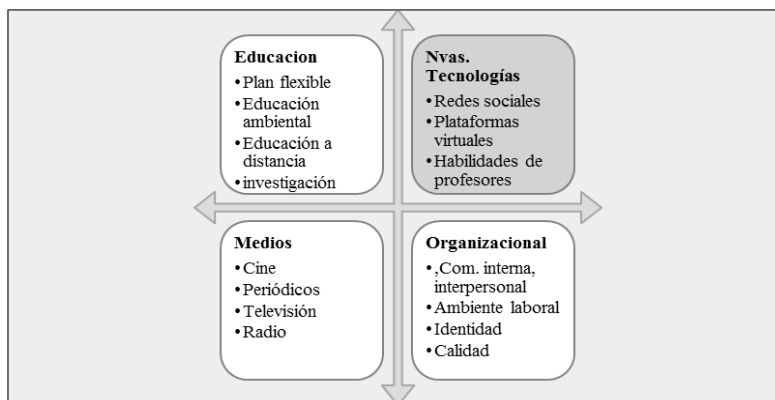 Educacion
• Plan flexible
• Educación
ambiental
• Educación a
distancia
• investigación
Nvas.
Tecnologías
• Redes sociales
• Plataformas
virtuales
• Habilidades de
profesores
Medios
• Cine
• Periódicos
• Televisión
• Radio
Organizacional
• ,Com. interna,
interpersonal
• Ambiente laboral
• Identidad
• Calidad